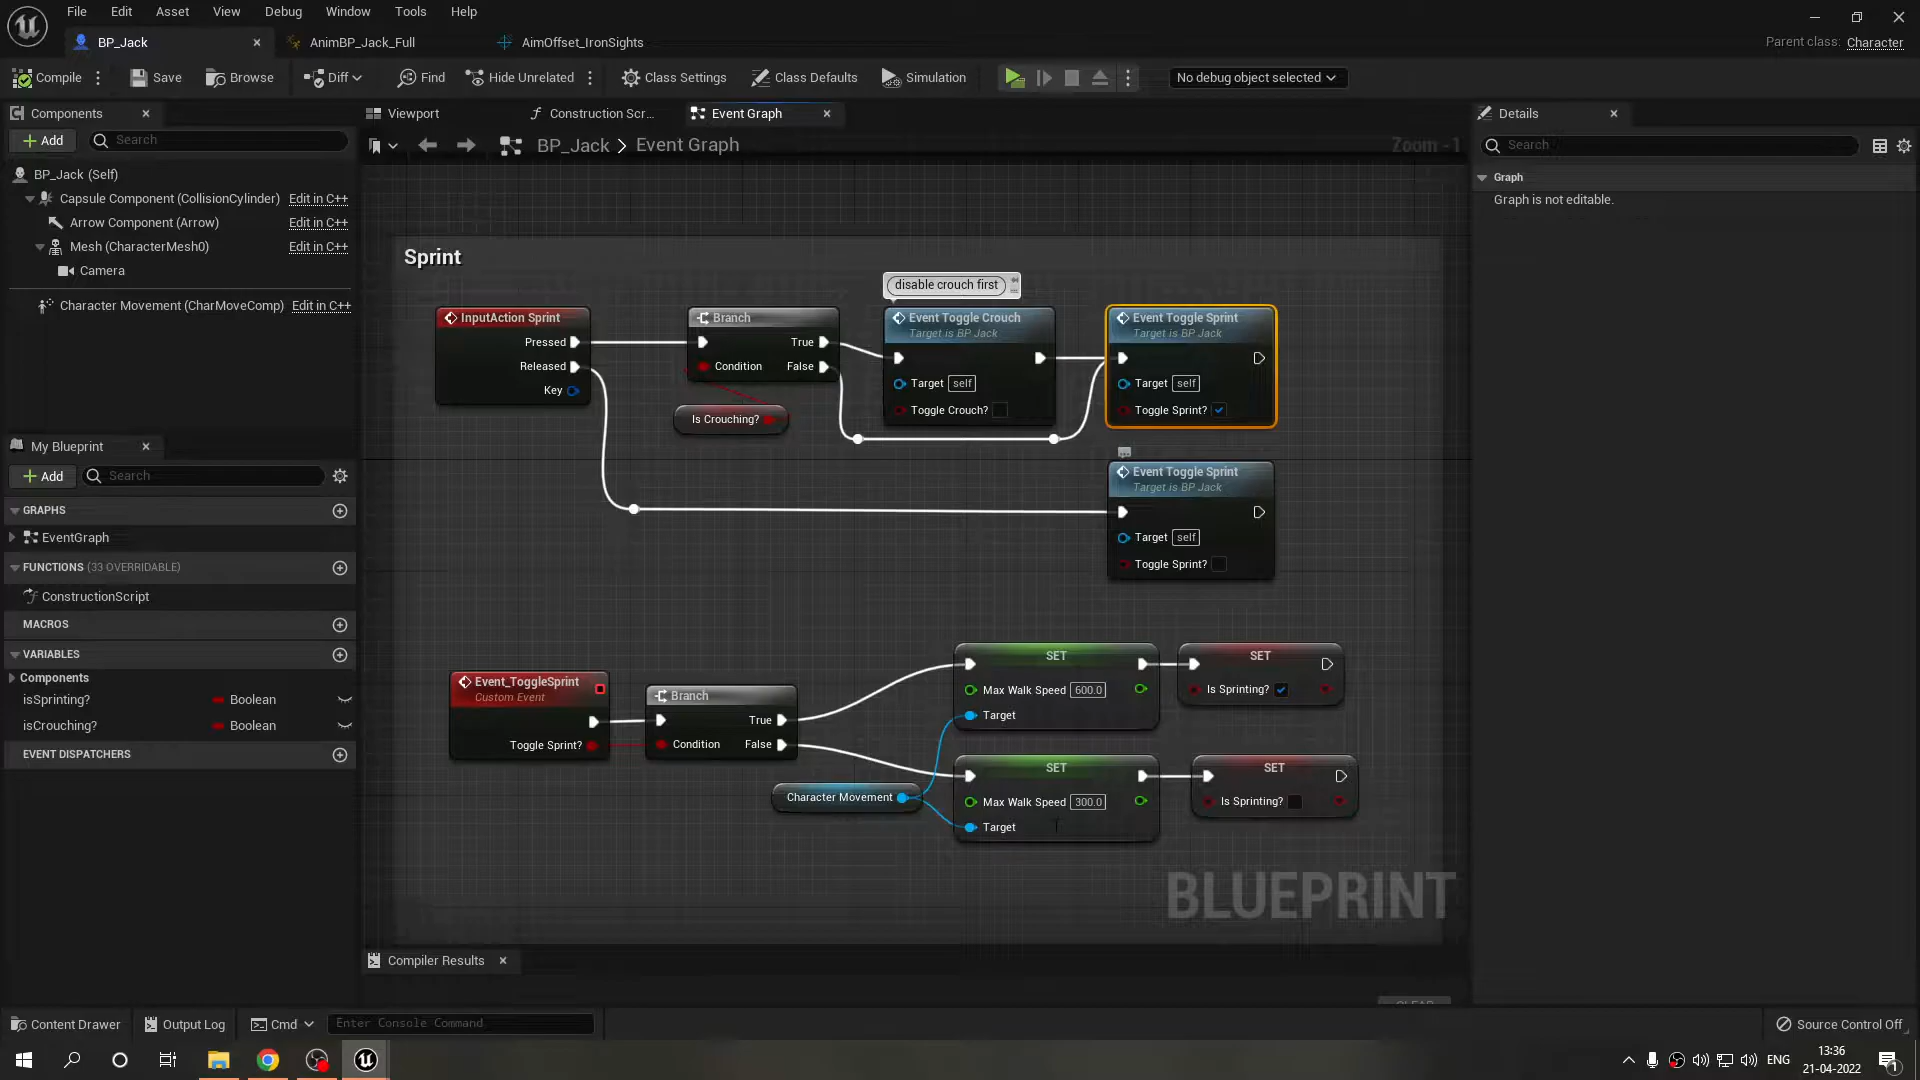 File Edit Asset View Debug Window Tools Help
BP_Jack
AnimBP_Jack_Full
AimOffset_IronSights
Parent class: Character
Compile
Save
Browse
Diff
Find
Hide Unrelated
Class Settings
Class Defaults
Simulation
No debug object selected
Components
Add
Search
BP_Jack (Self)
Capsule Component (CollisionCylinder) Edit in C++
Arrow Component (Arrow) Edit in C++
Mesh (CharacterMesh0) Edit in C++
Camera
Character Movement (CharMoveComp) Edit in C++
My Blueprint
Add
Search
GRAPHS
EventGraph
FUNCTIONS (33 OVERRIDABLE)
ConstructionScript
MACROS
VARIABLES
Components
isSprinting? Boolean
isCrouching? Boolean
EVENT DISPATCHERS
Viewport
Construction Scr...
Event Graph
BP_Jack > Event Graph
Zoom -1
Sprint
InputAction Sprint
Pressed
Released
Key
Branch
True
Condition False
Is Crouching?
disable crouch first
Event Toggle Crouch
Target is BP Jack
Target self
Toggle Crouch?
Event Toggle Sprint
Target is BP Jack
Target self
Toggle Sprint?
Event Toggle Sprint
Target is BP Jack
Target self
Toggle Sprint?
Event_ToggleSprint
Custom Event
Toggle Sprint?
Branch
True
Condition False
Character Movement
SET
Max Walk Speed 600.0
Target
SET
Is Sprinting?
SET
Max Walk Speed 300.0
Target
SET
Is Sprinting?
BLUEPRINT
Compiler Results
CLEAR
Details
Search
Graph
Graph is not editable.
Content Drawer
Output Log
Cmd
Enter Console Command
Source Control Off
ENG
13:36
21-04-2022
1